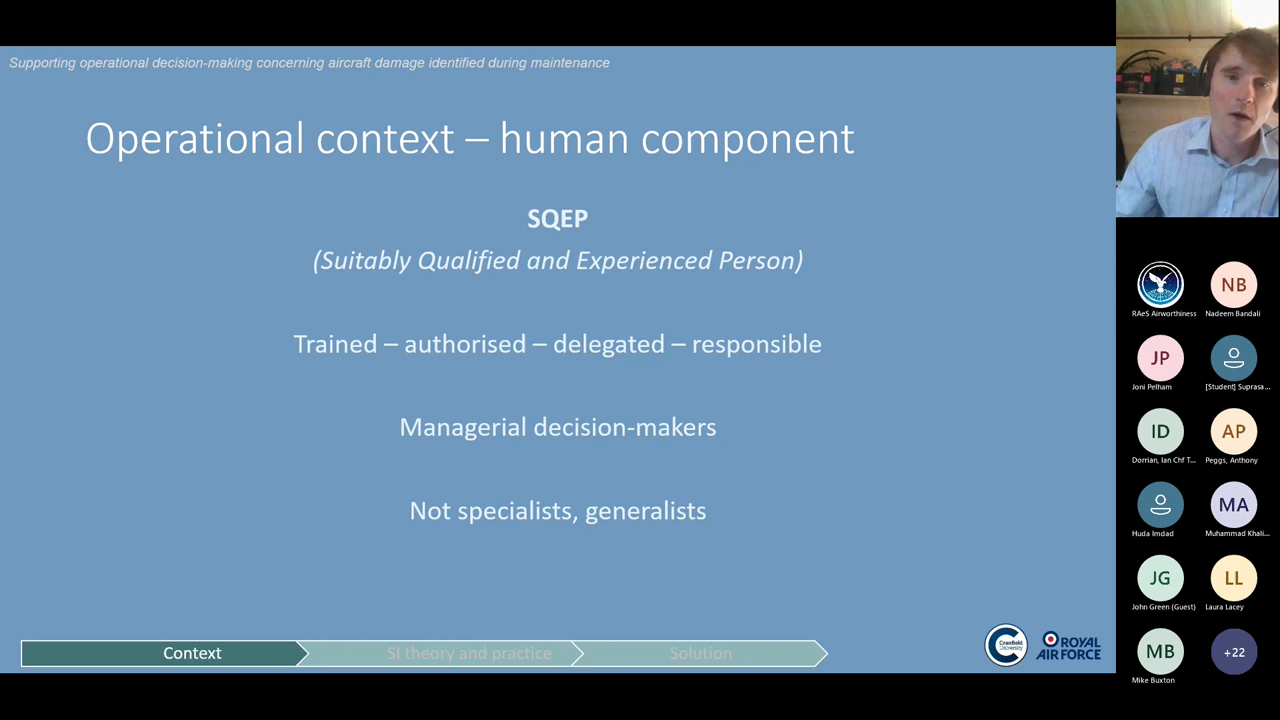 Supporting operational decision-making concerning aircraft damage identified during maintenance
Operational context – human component
SQEP
(Suitably Qualified and Experienced Person)
Trained – authorised – delegated – responsible
Managerial decision-makers
Not specialists, generalists
Context
SI theory and practice
Solution
Cranfield
University
ROYAL
AIR FORCE
RAeS Airworthiness
NB
Nadeem Bandali
JP
Joni Pelham
[Student] Suprasa...
ID
Dorrian, Ian Chf T...
AP
Peggs, Anthony
Huda Imdad
MA
Muhammad Khali...
JG
John Green (Guest)
LL
Laura Lacey
MB
Mike Buxton
+22